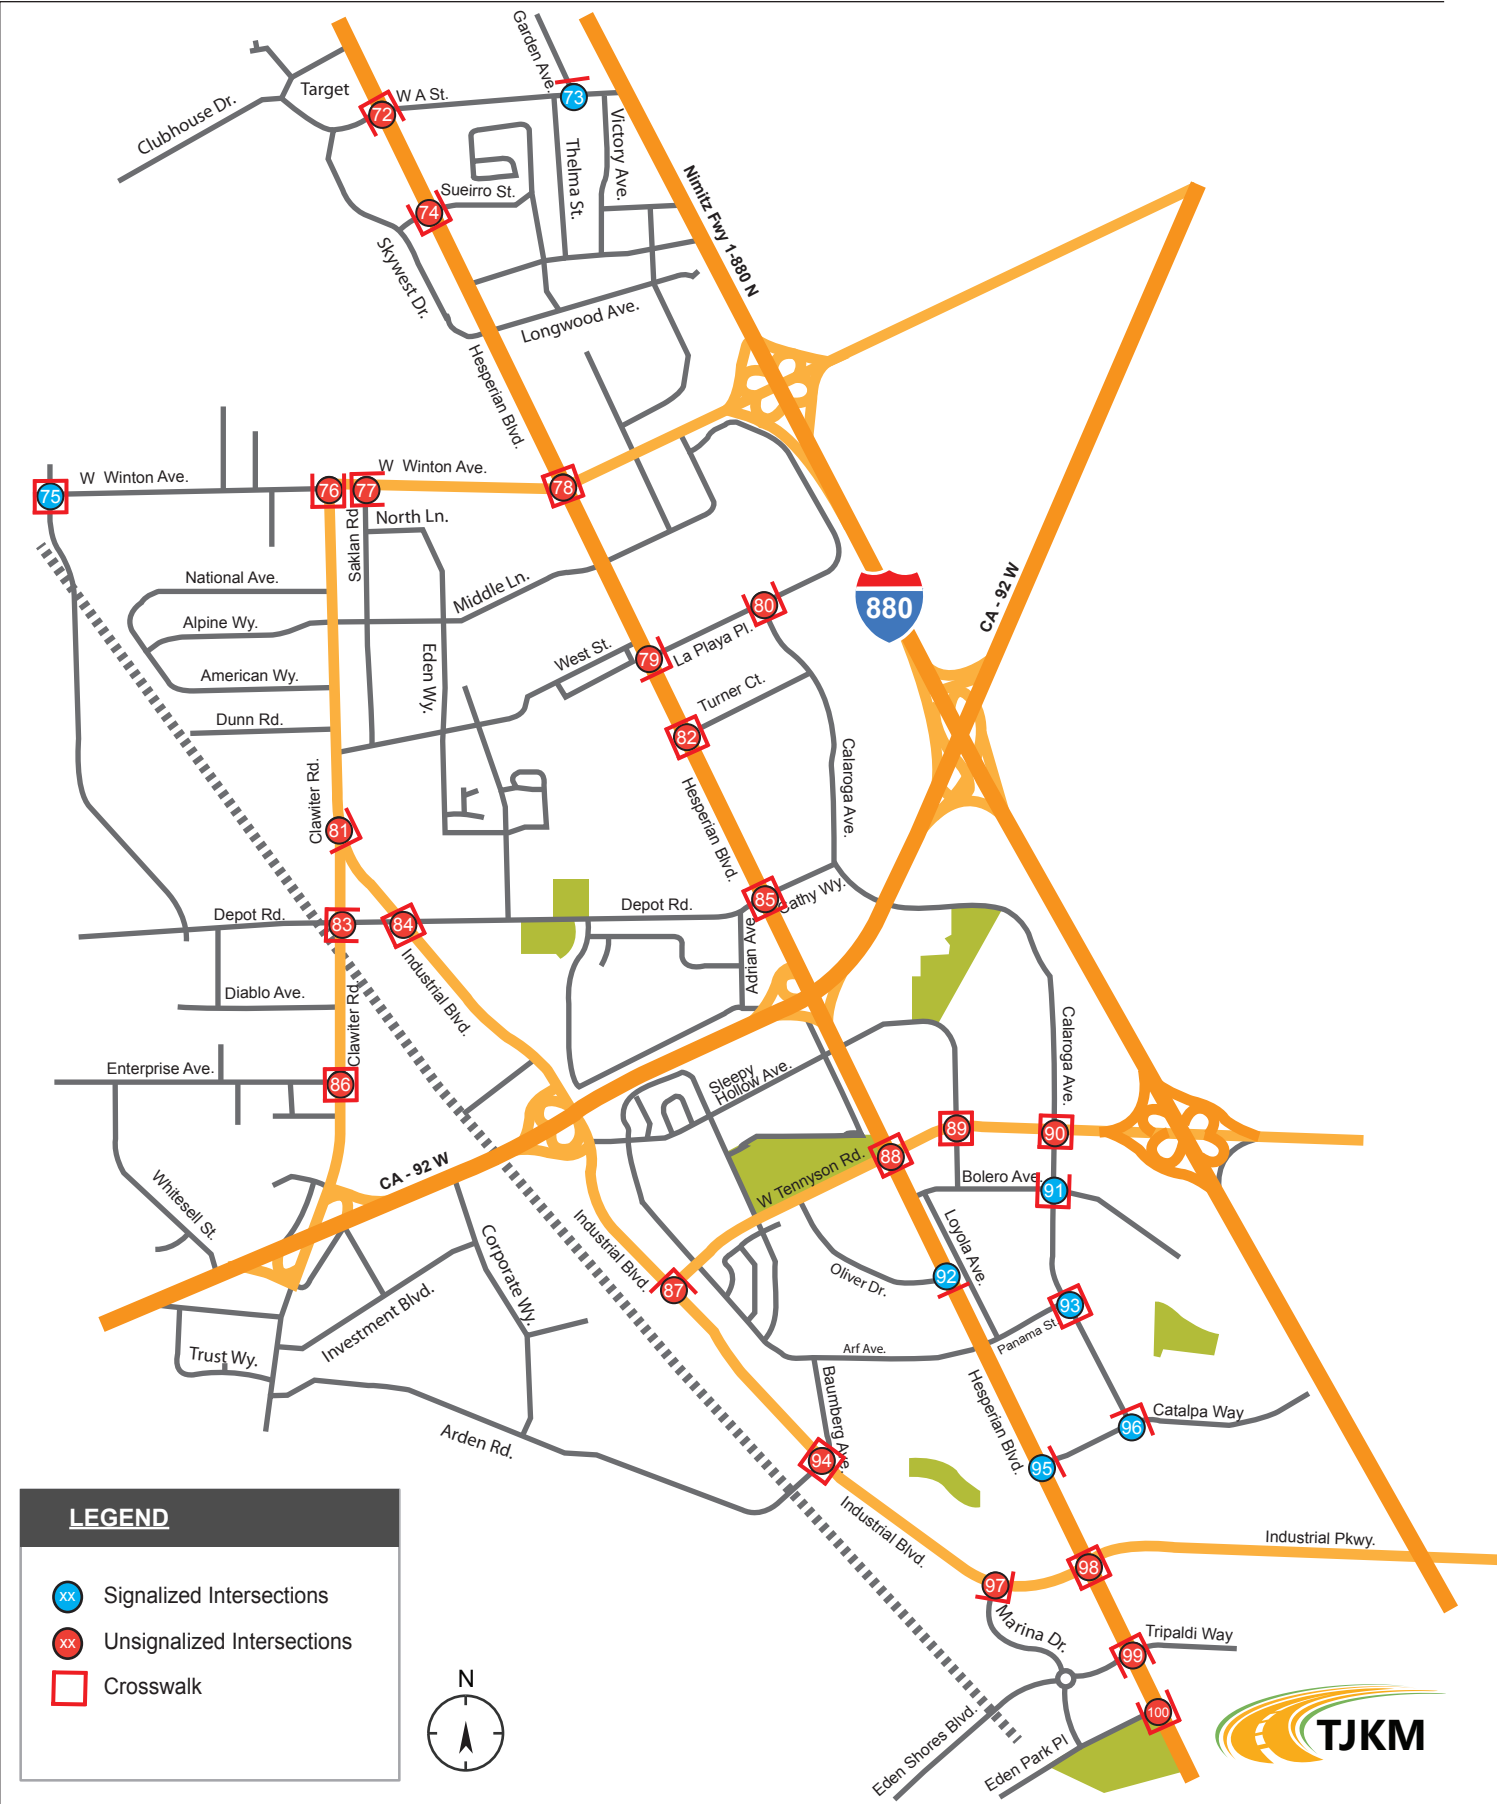 Garden Ave.
Target
W A St.
72
73
Clubhouse Dr.
Victory Ave.
Thelma St.
Nimitz Fwy 1-880 N
Sueirro St.
74
Skywest Dr.
Longwood Ave.
Hesperian Blvd.
W Winton Ave.
W Winton Ave.
75
76
77
78
Saklan Rd
North Ln.
National Ave.
Middle Ln.
CA - 92 W
880
80
Alpine Wy.
Eden Wy.
West St.
79
La Playa Pl.
American Wy.
Turner Ct.
Dunn Rd.
82
Clawiter Rd.
81
Hesperian Blvd.
Calaroga Ave.
85
Cathy Wy.
Depot Rd.
Depot Rd.
83
84
Adrian Ave
Industrial Blvd.
Diablo Ave.
Clawiter Rd.
Calaroga Ave.
Enterprise Ave.
86
Sleepy
Hollow Ave.
89
90
88
CA - 92 W
W Tennyson Rd.
Bolero Ave.
91
Whitesell St.
Loyola Ave.
Corporate Wy.
Industrial Blvd.
87
Oliver Dr.
92
93
Investment Blvd.
Panama St.
Trust Wy.
Arf Ave.
Baumberg Ave.
Hesperian Blvd.
Catalpa Way
96
Arden Rd.
94
95
Industrial Blvd.
Industrial Pkwy.
98
97
Marina Dr.
Tripaldi Way
99
100
Eden Shores Blvd.
Eden Park Pl
LEGEND
xx Signalized Intersections
xx Unsignalized Intersections
Crosswalk
N
TJKM